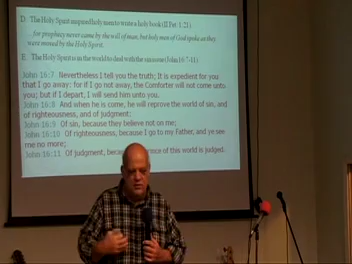 D. The Holy Spirit inspired holy men to write a holy book (II Pet. 1:21)
...for prophecy never came by the will of man, but holy men of God spoke as they
were moved by the Holy Spirit.
E. The Holy Spirit is in the world to deal with the (John 16:7-11)
John 16:7 Nevertheless I tell you the truth; It is expedient for you
that I go away: for if I go not away, the Comforter will not come unto
you; but if I depart, I will send him unto you.
John 16:8 And when he is come, he will reprove the world of sin, and
of righteousness, and of judgment:
John 16:9 Of sin, because they believe not on me;
John 16:10 Of righteousness, because I go to my Father, and ye see
me no more;
John 16:11 Of judgment, of this world is judged.